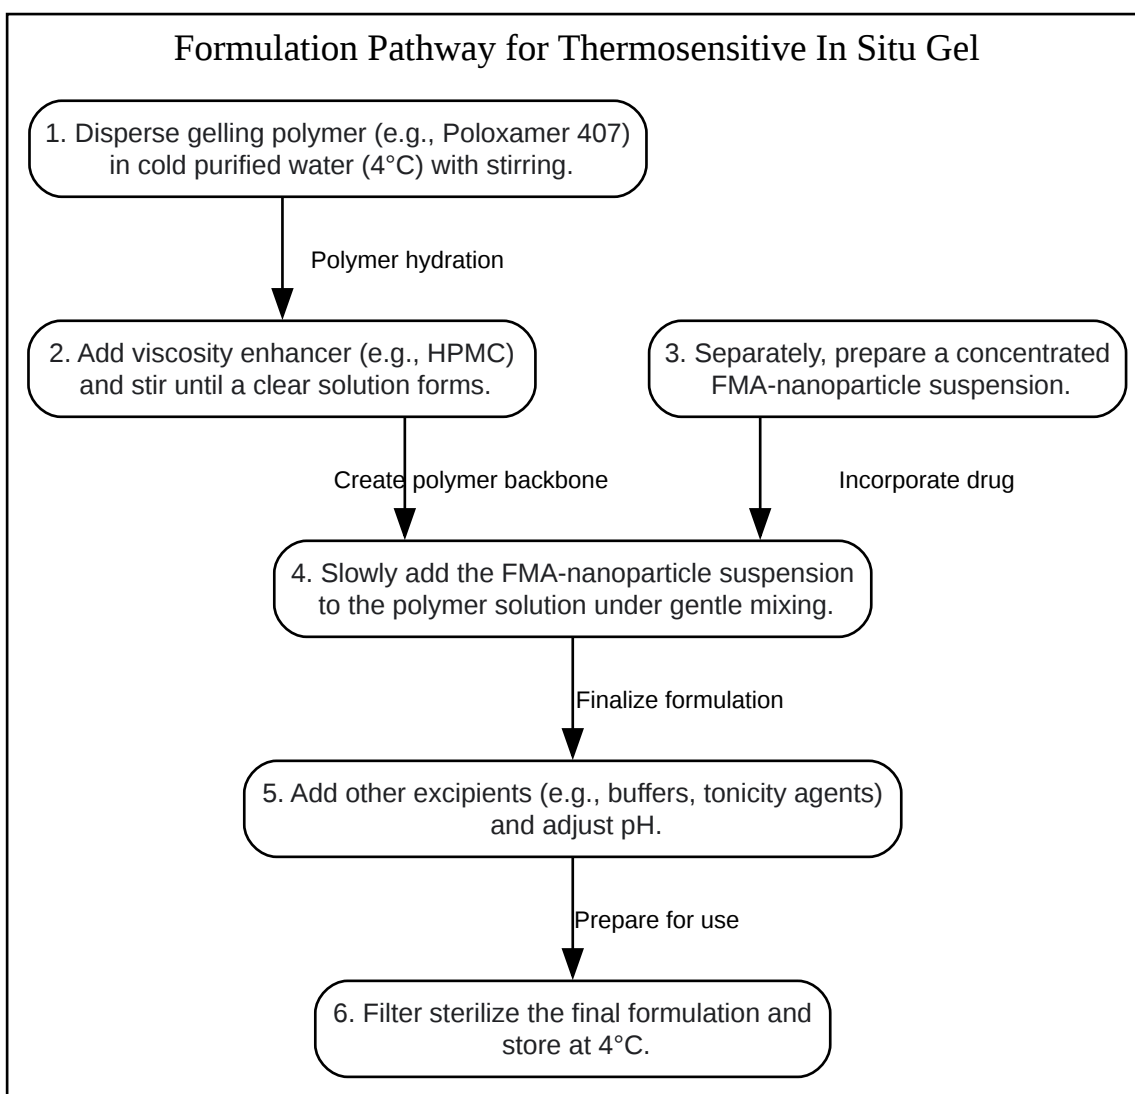 Formulation Pathway for Thermosensitive In Situ Gel
1. Disperse gelling polymer (e.g., Poloxamer 407)
in cold purified water (4°C) with stirring.
Polymer hydration
2. Add viscosity enhancer (e.g., HPMC)
and stir until a clear solution forms.
3. Separately, prepare a concentrated
FMA-nanoparticle suspension.
Create polymer backbone
Incorporate drug
4. Slowly add the FMA-nanoparticle suspension
to the polymer solution under gentle mixing.
Finalize formulation
5. Add other excipients (e.g., buffers, tonicity agents)
and adjust pH.
Prepare for use
6. Filter sterilize the final formulation and
store at 4°C.